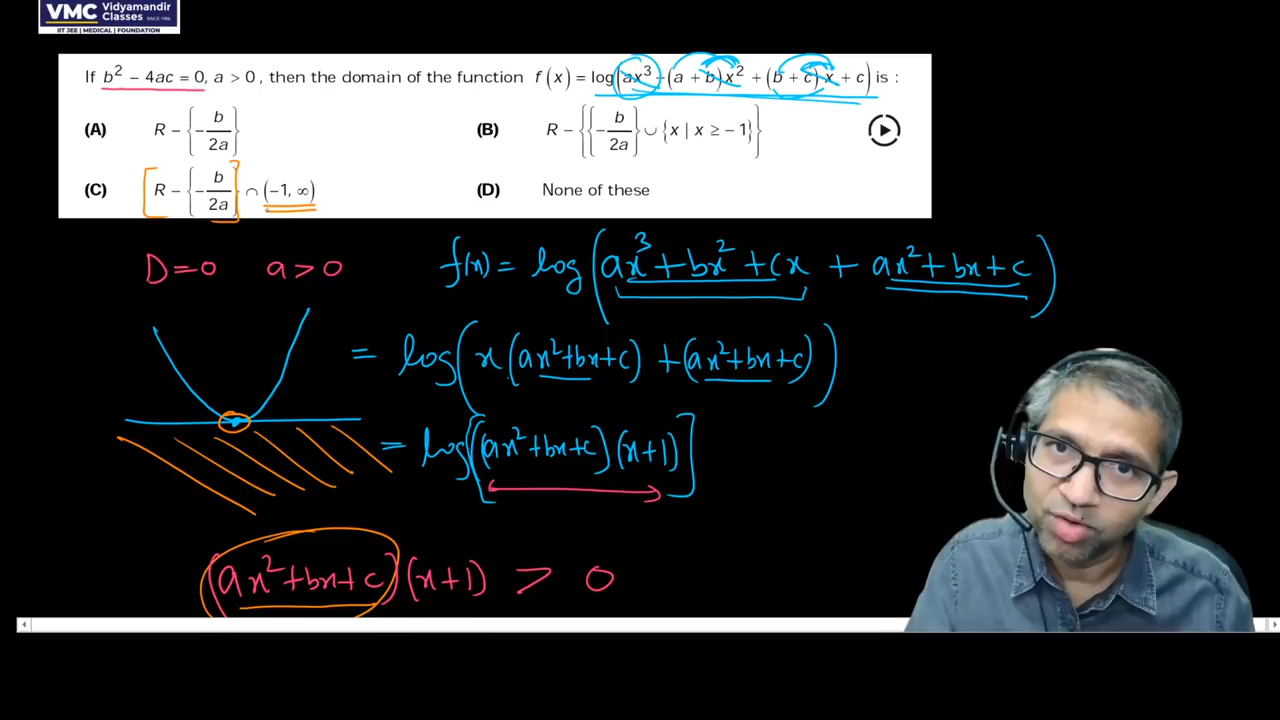 VMC Vidyamandir Classes SINCE 1986
IIT JEE | MEDICAL | FOUNDATION
If b² − 4ac = 0, a > 0, then the domain of the function f(x) = log(ax³ + (a + b)x² + (b + c)x + c) is :
(A) R − {−b/2a}
(B) R − {{−b/2a} ∪ {x | x ≥ −1}}
(C) [R − {−b/2a}] ∩ (−1, ∞)
(D) None of these
D=0 a>0
f(x) = log(ax³+bx²+cx + ax²+bx+c)
= log(x(ax²+bx+c) + (ax²+bx+c))
= log[(ax²+bx+c)(x+1)]
(ax²+bx+c)(x+1) > 0